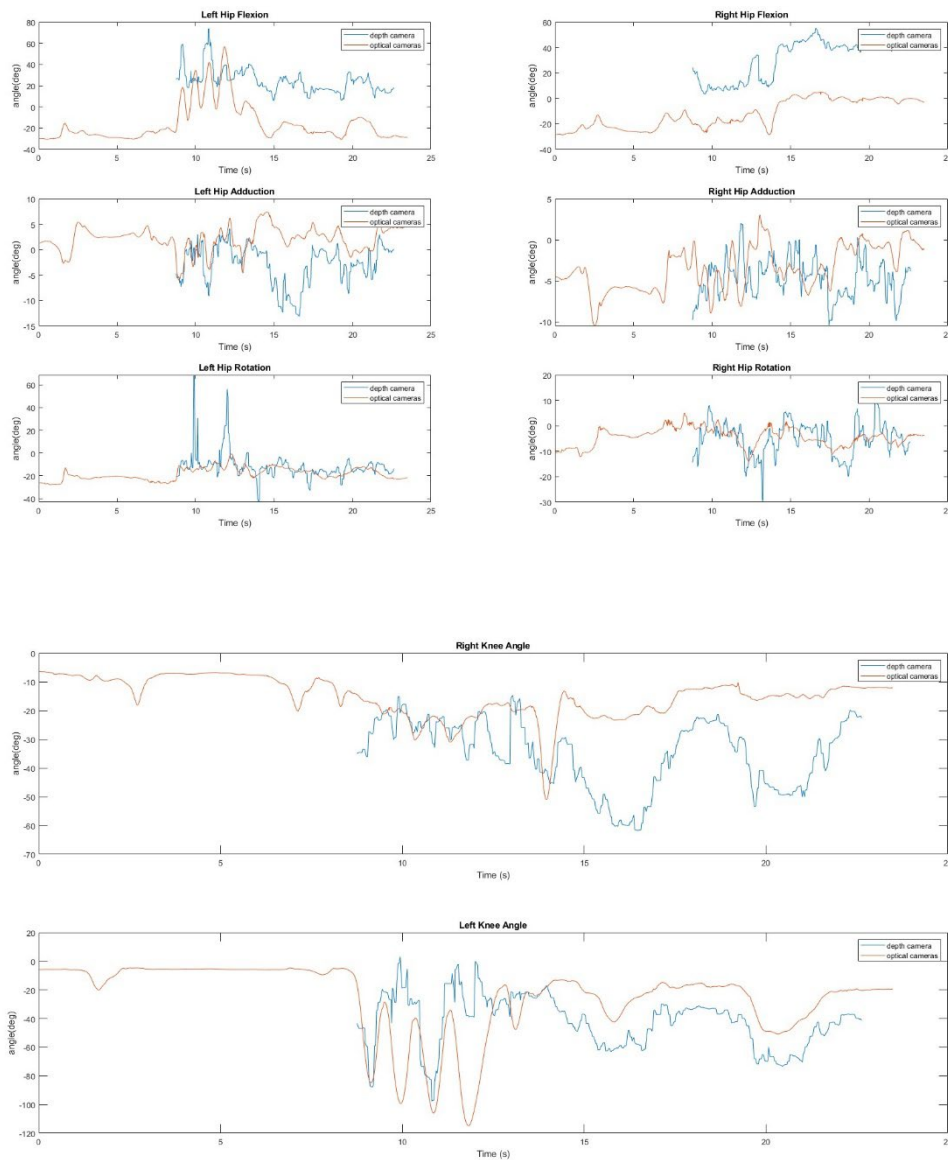 Left Hip Flexion
80
60
40
20
0
-20
-40
angle(deg)
depth camera
optical cameras
0 5 10 15 20 25
Time (s)
Right Hip Flexion
60
40
20
0
-20
-40
angle(deg)
depth camera
optical cameras
0 5 10 15 20 2
Time (s)
Left Hip Adduction
10
5
0
-5
-10
-15
angle(deg)
depth camera
optical cameras
0 5 10 15 20 25
Time (s)
Right Hip Adduction
5
0
-5
-10
angle(deg)
depth camera
optical cameras
0 5 10 15 20 2
Time (s)
Left Hip Rotation
60
40
20
0
-20
-40
angle(deg)
depth camera
optical cameras
0 5 10 15 20 25
Time (s)
Right Hip Rotation
20
10
0
-10
-20
-30
angle(deg)
depth camera
optical cameras
0 5 10 15 20 2
Time (s)
Right Knee Angle
0
-10
-20
-30
-40
-50
-60
-70
angle(deg)
depth camera
optical cameras
0 5 10 15 20 2
Time (s)
Left Knee Angle
20
0
-20
-40
-60
-80
-100
-120
angle(deg)
depth camera
optical cameras
0 5 10 15 20 2
Time (s)